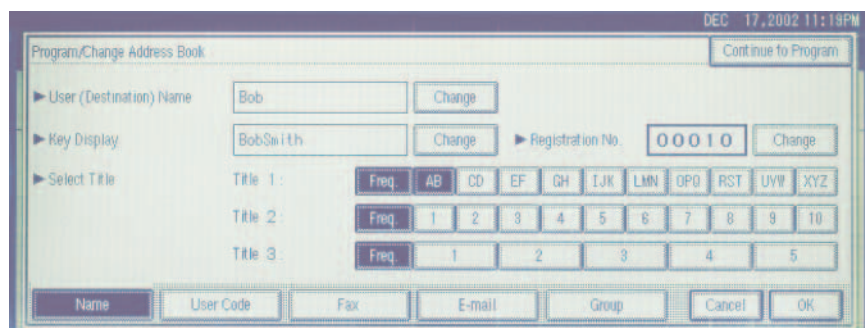 DEC 17,2002 11:19PM
Program/Change Address Book Continue to Program
►User (Destination) Name Bob Change
►Key Display BobSmith Change ►Registration No. 00010 Change
►Select Title Title 1: Freq. AB CD EF GH IJK LMN OPQ RST UVW XYZ
Title 2: Freq. 1 2 3 4 5 6 7 8 9 10
Title 3: Freq. 1 2 3 4 5
Name User Code Fax E-mail Group Cancel OK